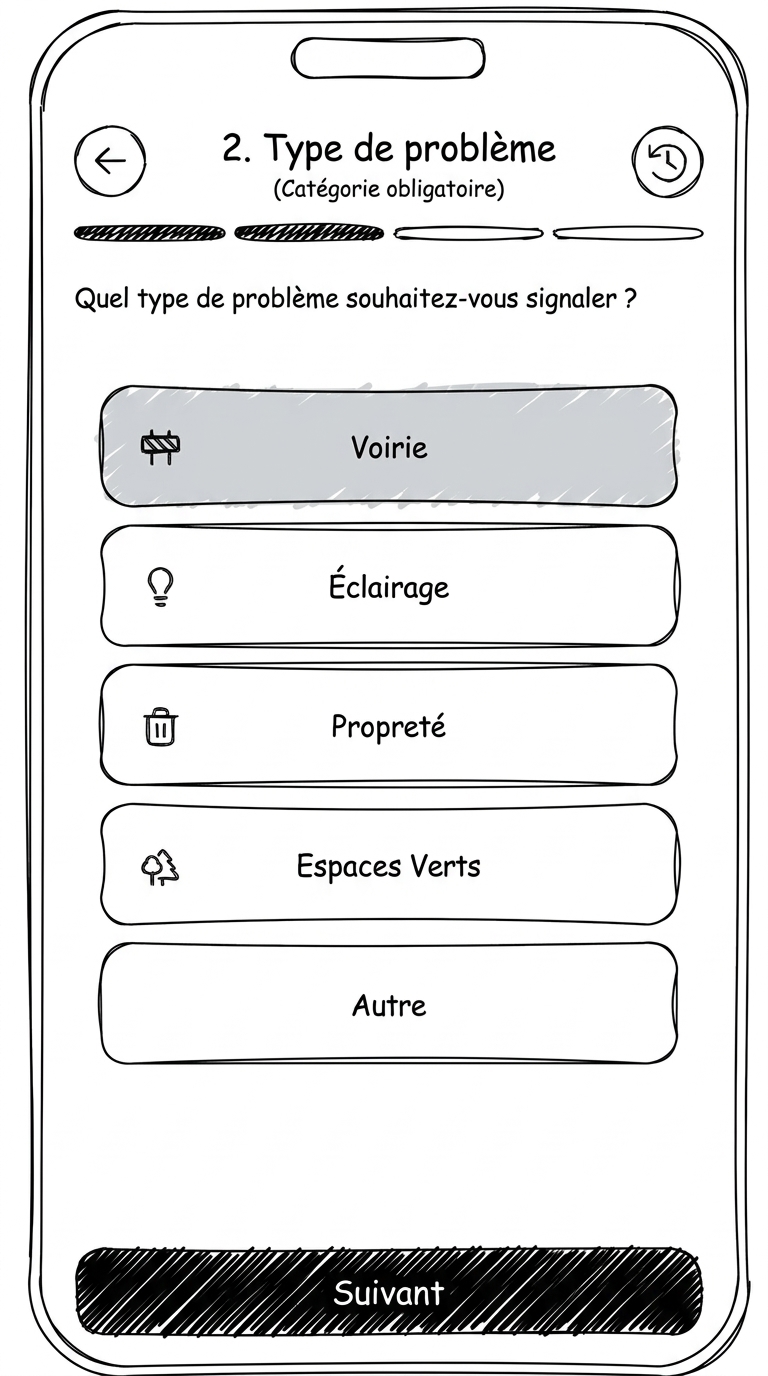 2. Type de problème
(Catégorie obligatoire)
Quel type de problème souhaitez-vous signaler ?
Voirie
Éclairage
Propreté
Espaces Verts
Autre
Suivant